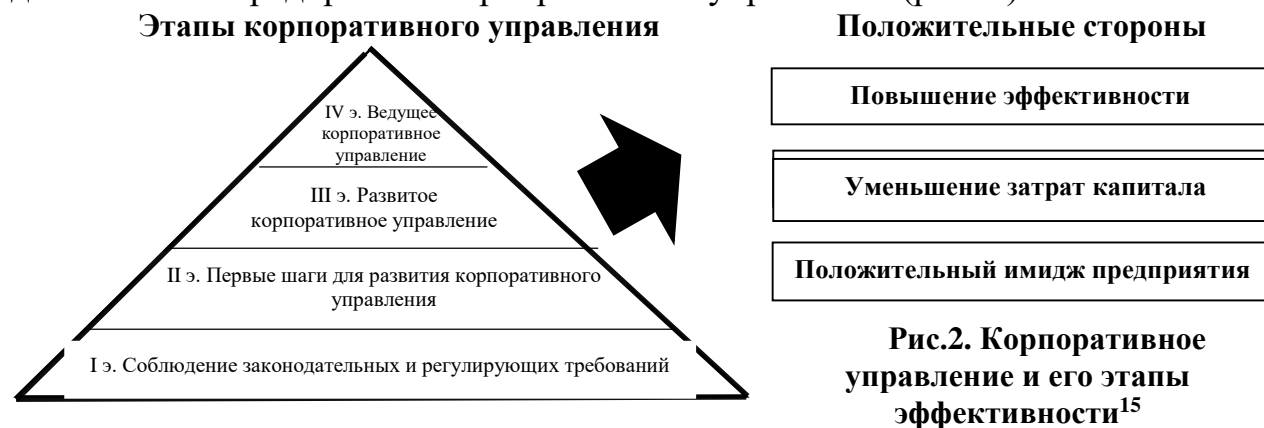 Этапы корпоративного управления
Положительные стороны
IV э. Ведущее
корпоративное
управление
III э. Развитое
корпоративное управление
II э. Первые шаги для развития корпоративного
управления
I э. Соблюдение законодательных и регулирующих требований
Повышение эффективности
Уменьшение затрат капитала
Положительный имидж предприятия
Рис.2. Корпоративное
управление и его этапы
эффективности15